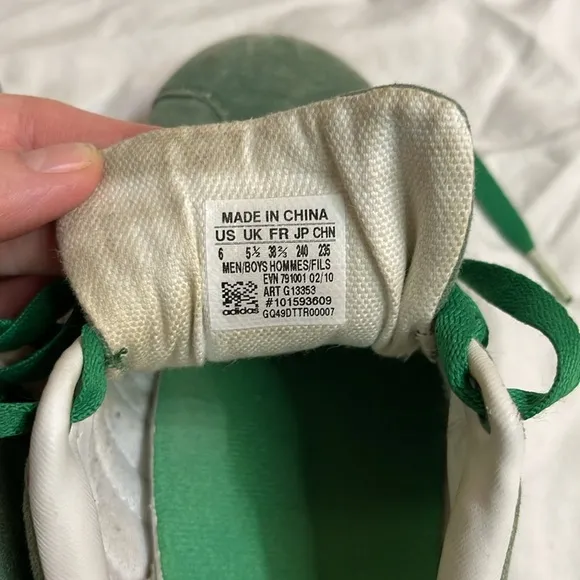 MADE IN CHINA
US UK FR JP CHN
6 5½ 38⅔ 240 235
MEN/BOYS HOMMES/FILS
EVN 791001 02/10
ART G13353
#101593609
adidas GQ49DTTR00007